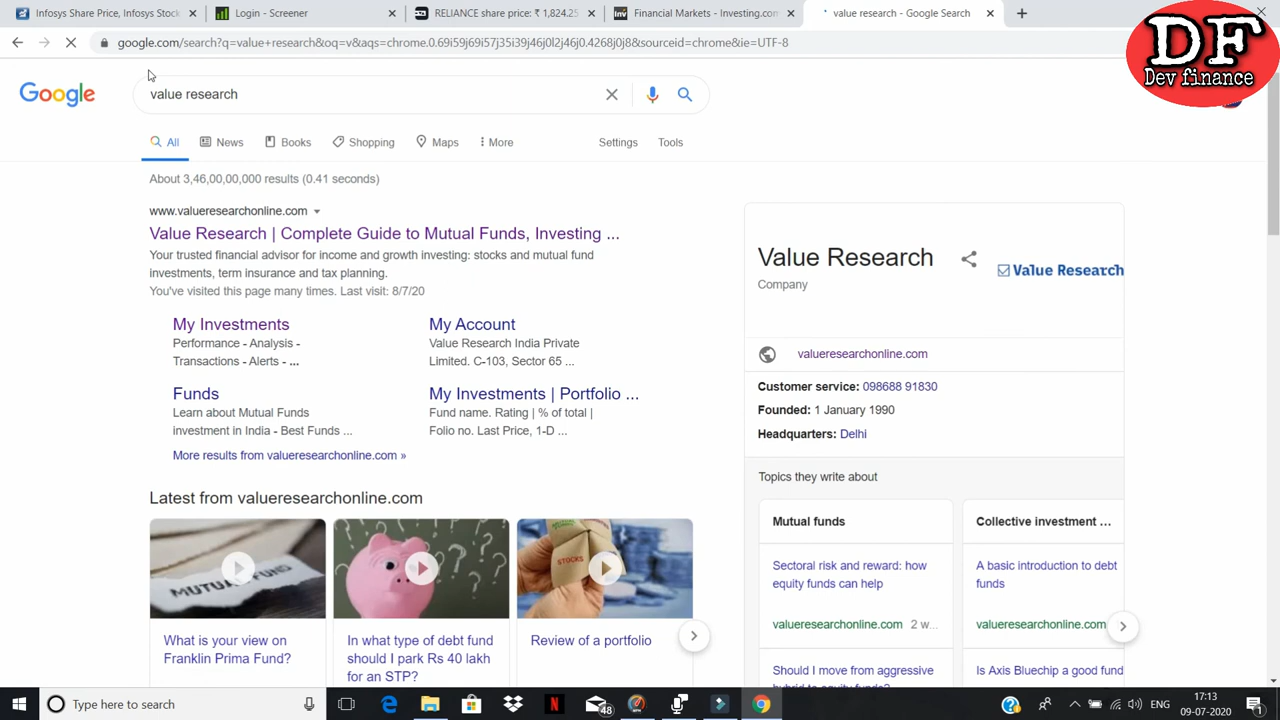 Infosys Share Price, Infosys Stock
Login - Screener
RELIANCE share price: ₹ 1,824.25
Financial Markets - Investing.com
value research - Google Search
google.com/search?q=value+research&oq=v&aqs=chrome.0.69i59j69i57j35i39j46j0l2j46j0.4268j0j8&sourceid=chrome&ie=UTF-8
DF
Dev finance
Google
value research
All
News
Books
Shopping
Maps
More
Settings
Tools
About 3,46,00,00,000 results (0.41 seconds)
www.valueresearchonline.com
Value Research | Complete Guide to Mutual Funds, Investing ...
Your trusted financial advisor for income and growth investing: stocks and mutual fund
investments, term insurance and tax planning.
You've visited this page many times. Last visit: 8/7/20
My Investments
Performance - Analysis -
Transactions - Alerts - ...
My Account
Value Research India Private
Limited. C-103, Sector 65 ...
Funds
Learn about Mutual Funds
investment in India - Best Funds ...
My Investments | Portfolio ...
Fund name. Rating | % of total |
Folio no. Last Price, 1-D ...
More results from valueresearchonline.com »
Latest from valueresearchonline.com
MUTUAL FUND
STOCKS
What is your view on
Franklin Prima Fund?
In what type of debt fund
should I park Rs 40 lakh
for an STP?
Review of a portfolio
Value Research
Company
Value Research
valueresearchonline.com
Customer service: 098688 91830
Founded: 1 January 1990
Headquarters: Delhi
Topics they write about
Mutual funds
Sectoral risk and reward: how
equity funds can help
valueresearchonline.com 2 w...
Should I move from aggressive
hybrid to equity funds?
Collective investment ...
A basic introduction to debt
funds
valueresearchonline.com
Is Axis Bluechip a good fund
Type here to search
48
ENG
17:13
09-07-2020
1